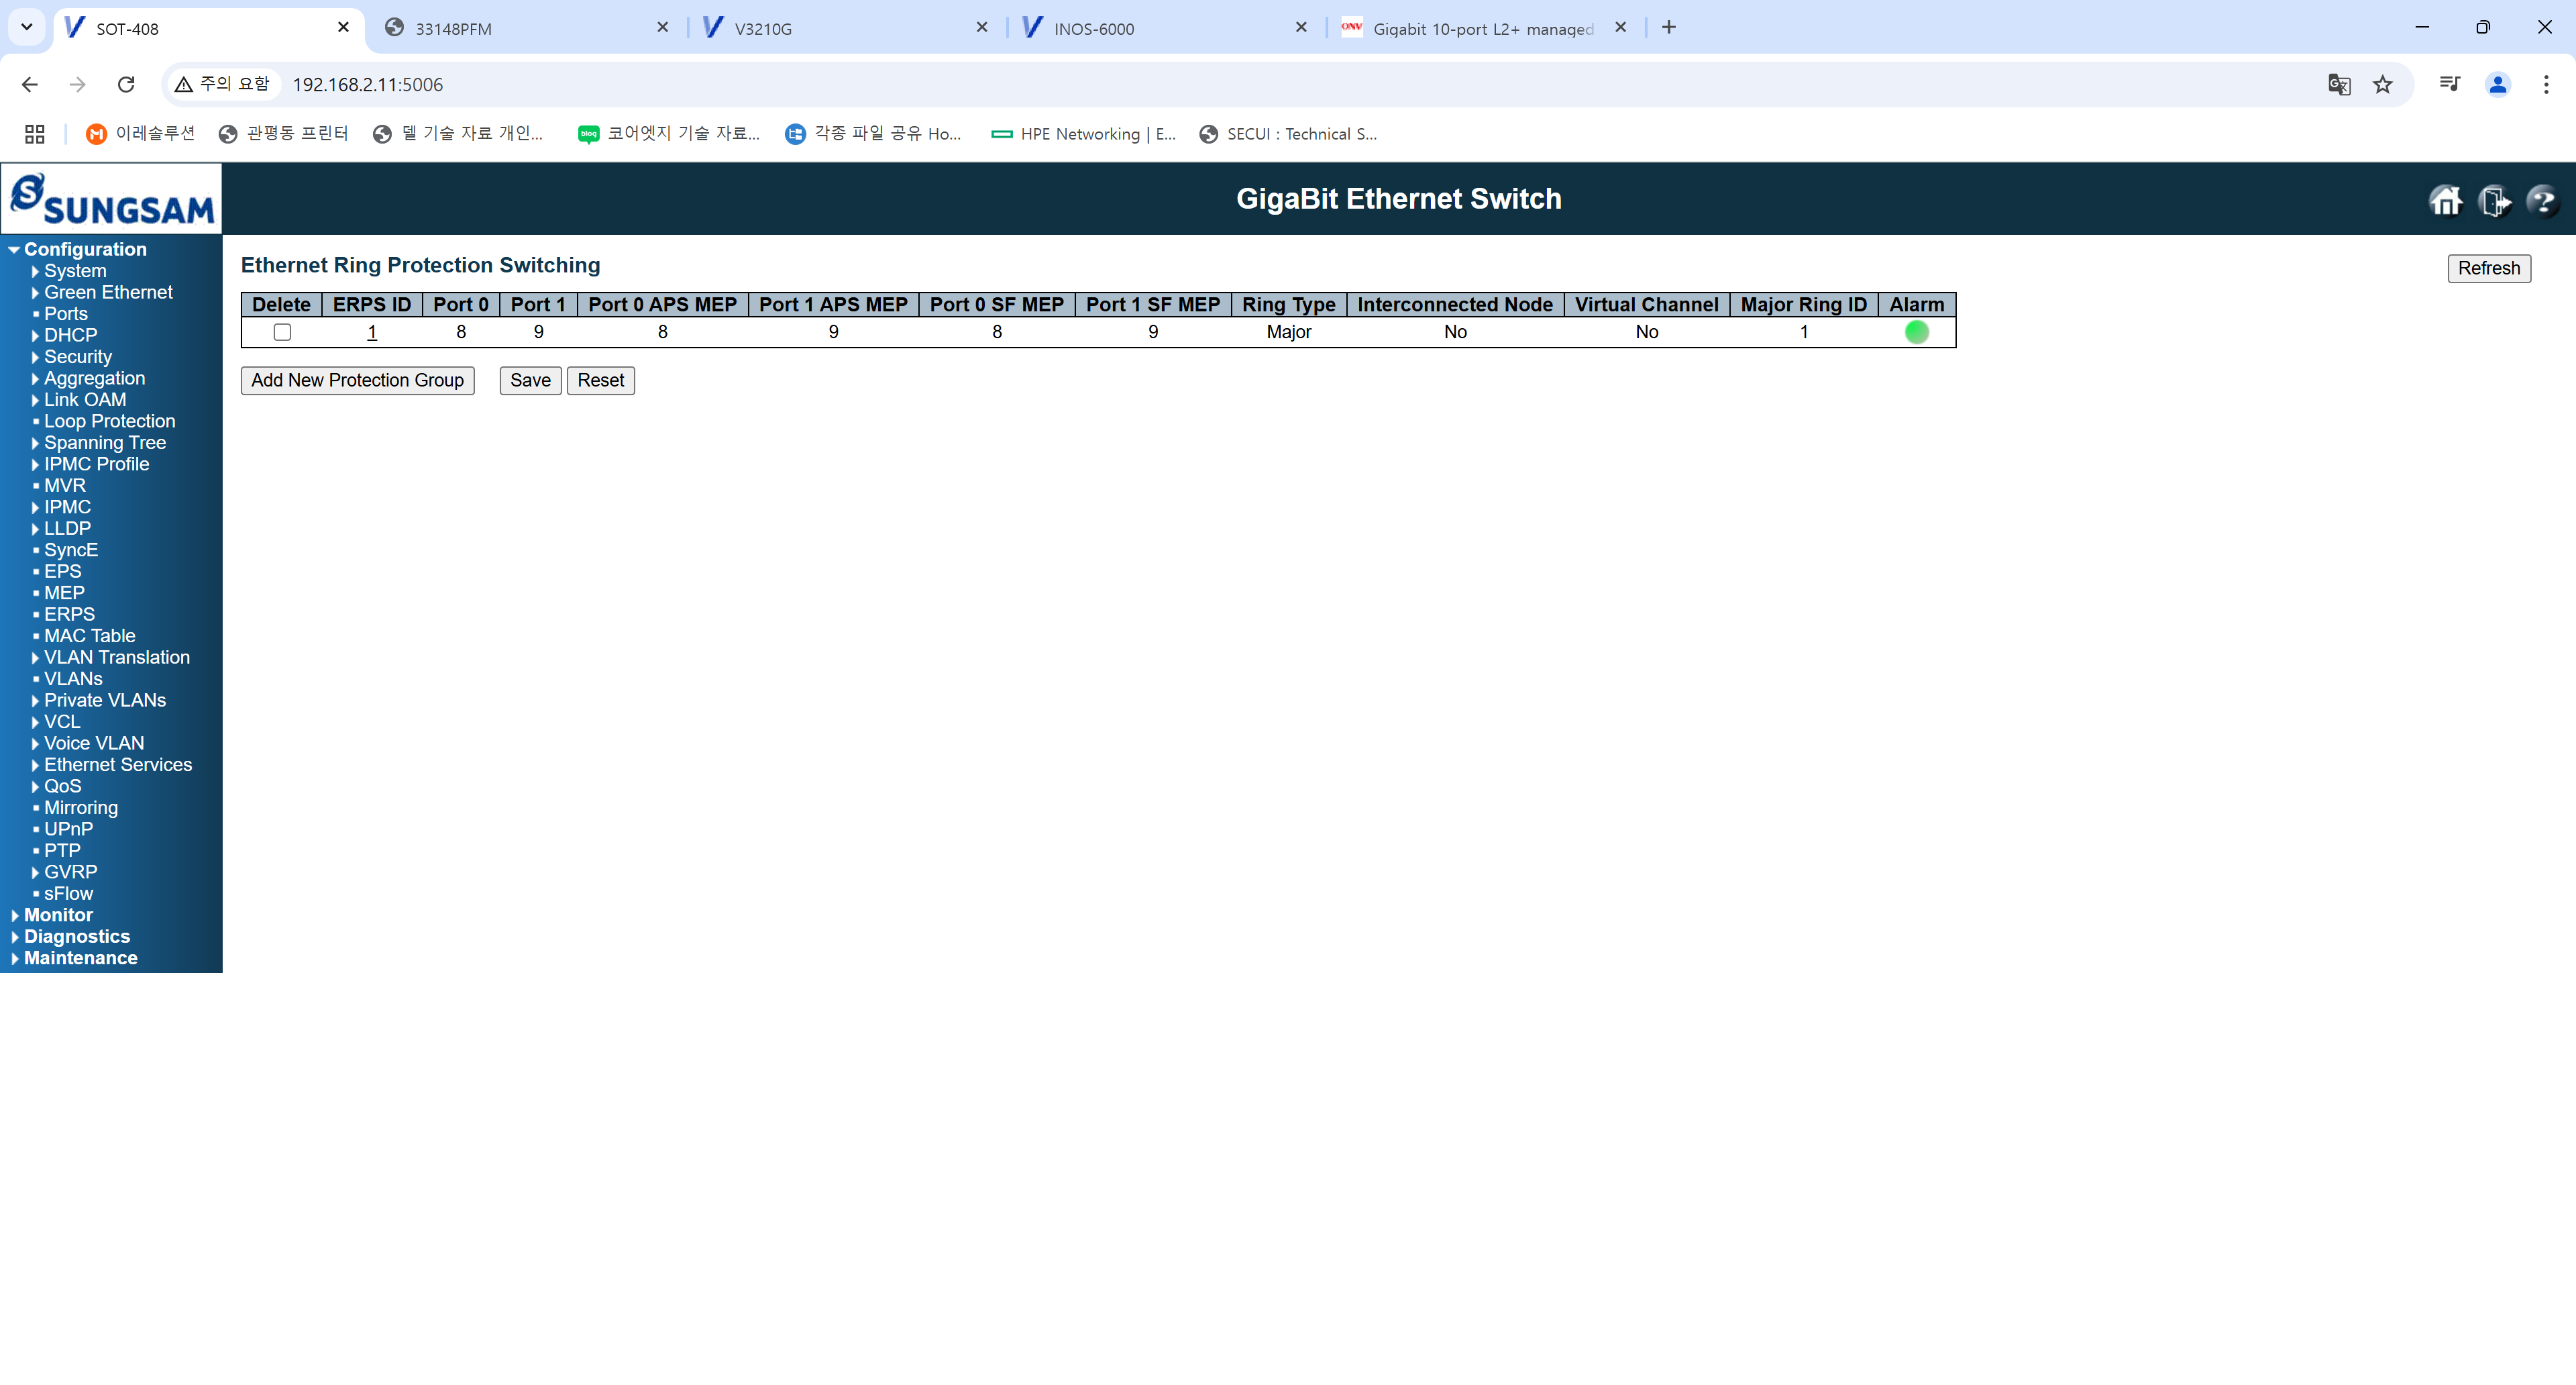 SOT-408
33148PFM
V3210G
INOS-6000
ONV Gigabit 10-port L2+ managed
주의 요함 192.168.2.11:5006
이레솔루션 관평동 프린터 델 기술 자료 개인... blog 코어엣지 기술 자료... 각종 파일 공유 Ho... HPE Networking | E... SECUI : Technical S...
SUNGSAM
GigaBit Ethernet Switch
Configuration
System
Green Ethernet
Ports
DHCP
Security
Aggregation
Link OAM
Loop Protection
Spanning Tree
IPMC Profile
MVR
IPMC
LLDP
SyncE
EPS
MEP
ERPS
MAC Table
VLAN Translation
VLANs
Private VLANs
VCL
Voice VLAN
Ethernet Services
QoS
Mirroring
UPnP
PTP
GVRP
sFlow
Monitor
Diagnostics
Maintenance
Ethernet Ring Protection Switching
Refresh
Delete ERPS ID Port 0 Port 1 Port 0 APS MEP Port 1 APS MEP Port 0 SF MEP Port 1 SF MEP Ring Type Interconnected Node Virtual Channel Major Ring ID Alarm
1 8 9 8 9 8 9 Major No No 1
Add New Protection Group Save Reset